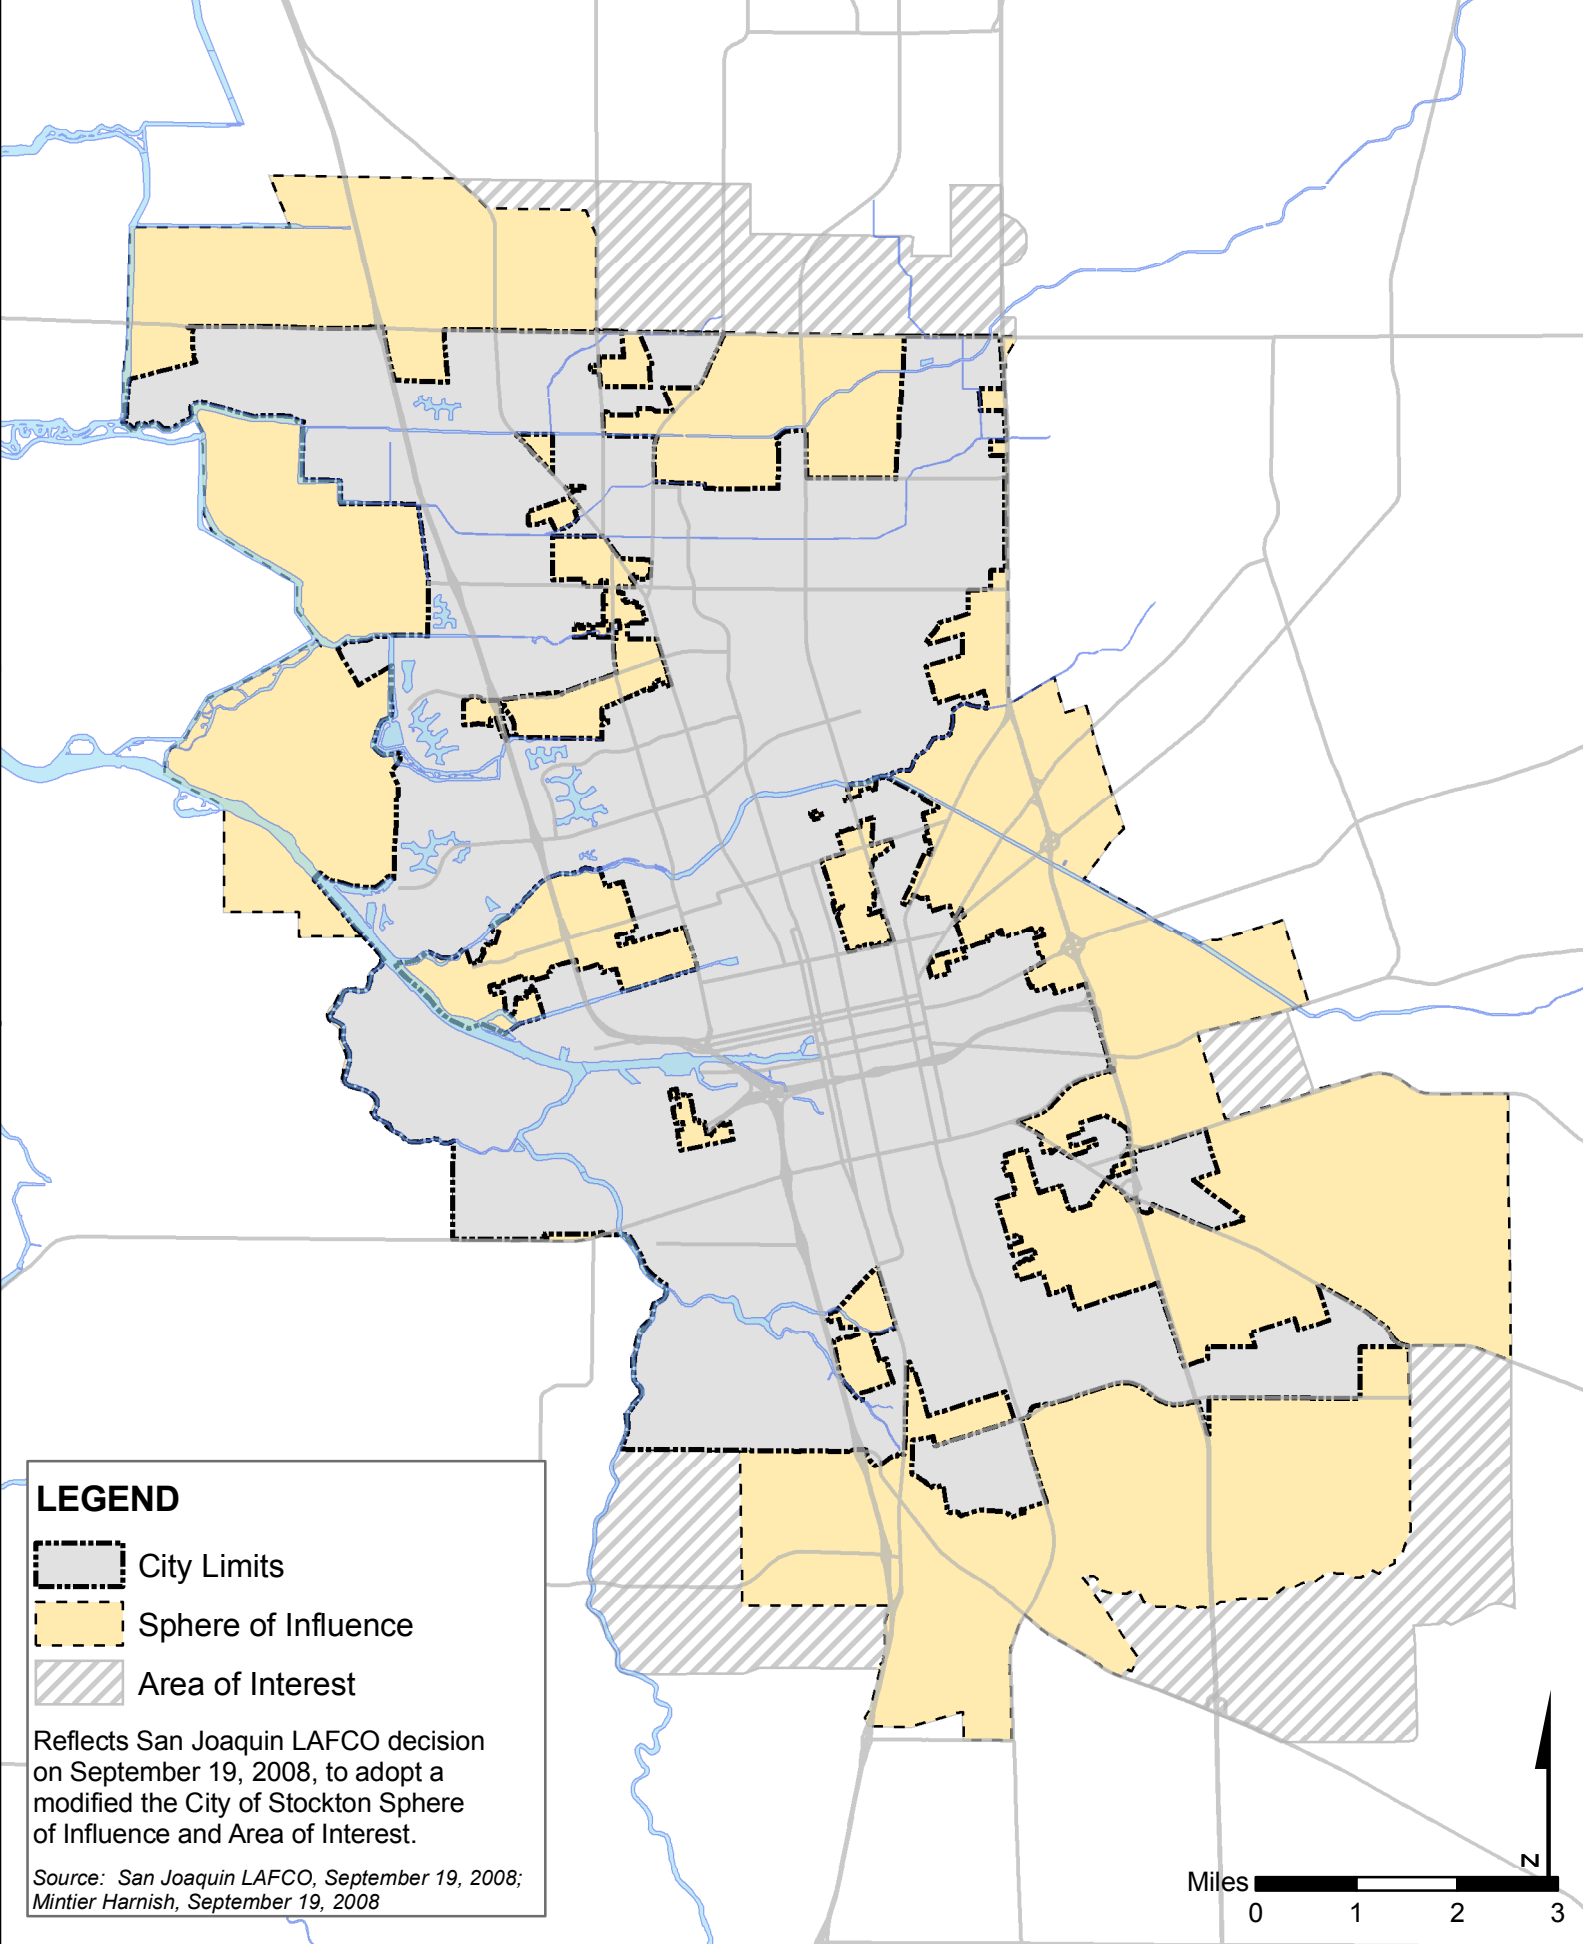 LEGEND
City Limits
Sphere of Influence
Area of Interest
Reflects San Joaquin LAFCO decision
on September 19, 2008, to adopt a
modified the City of Stockton Sphere
of Influence and Area of Interest.
Source: San Joaquin LAFCO, September 19, 2008;
Mintier Harnish, September 19, 2008
N
Miles
0 1 2 3